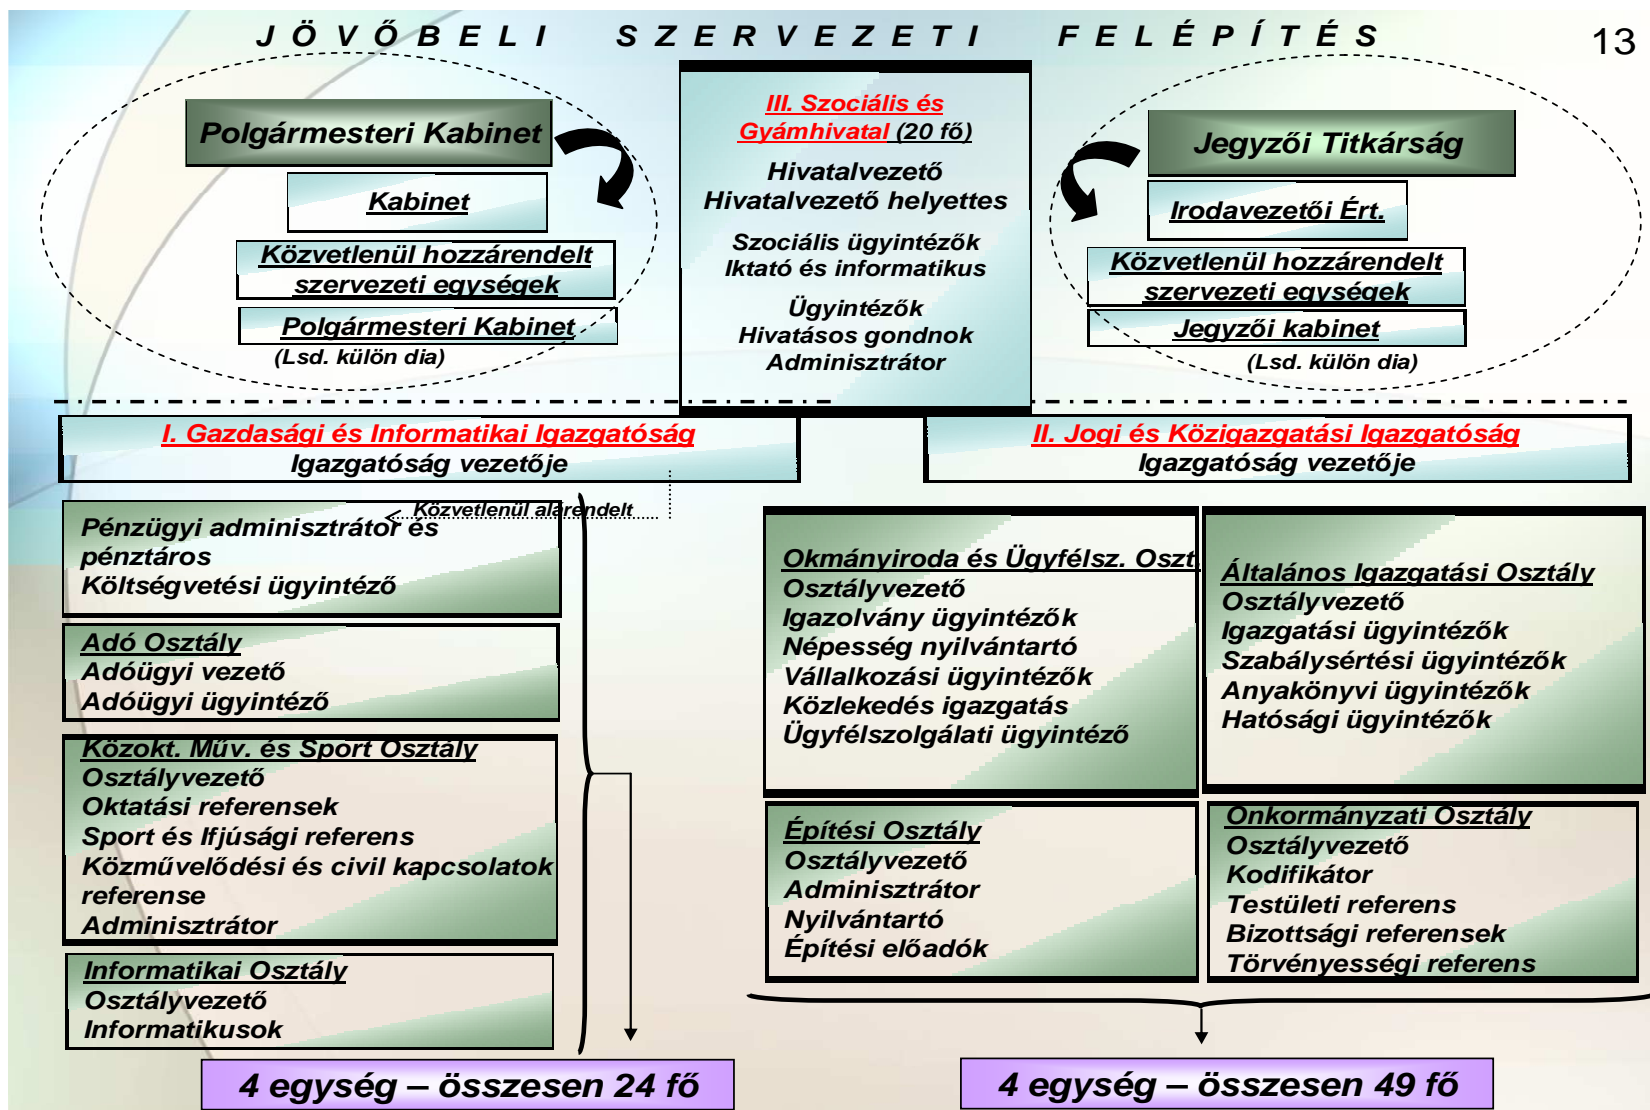 JÖVŐBELI SZERVEZETI FELÉPÍTÉS
13
Polgármesteri Kabinet
Kabinet
Közvetlenül hozzárendelt
szervezeti egységek
Polgármesteri Kabinet
(Lsd. külön dia)
III. Szociális és
Gyámhivatal (20 fő)
Hivatalvezető
Hivatalvezető helyettes
Szociális ügyintézők
Iktató és informatikus
Ügyintézők
Hivatásos gondnok
Adminisztrátor
Jegyzői Titkárság
Irodavezetői Ért.
Közvetlenül hozzárendelt
szervezeti egységek
Jegyzői kabinet
(Lsd. külön dia)
I. Gazdasági és Informatikai Igazgatóság
Igazgatóság vezetője
II. Jogi és Közigazgatási Igazgatóság
Igazgatóság vezetője
Közvetlenül alárendelt
Pénzügyi adminisztrátor és
pénztáros
Költségvetési ügyintéző
Adó Osztály
Adóügyi vezető
Adóügyi ügyintéző
Közokt. Műv. és Sport Osztály
Osztályvezető
Oktatási referensek
Sport és Ifjúsági referens
Közművelődési és civil kapcsolatok
referense
Adminisztrátor
Informatikai Osztály
Osztályvezető
Informatikusok
4 egység – összesen 24 fő
Okmányiroda és Ügyfélsz. Oszt.
Osztályvezető
Igazolvány ügyintézők
Népesség nyilvántartó
Vállalkozási ügyintézők
Közlekedés igazgatás
Ügyfélszolgálati ügyintéző
Általános Igazgatási Osztály
Osztályvezető
Igazgatási ügyintézők
Szabálysértési ügyintézők
Anyakönyvi ügyintézők
Hatósági ügyintézők
Építési Osztály
Osztályvezető
Adminisztrátor
Nyilvántartó
Építési előadók
Önkormányzati Osztály
Osztályvezető
Kodifikátor
Testületi referens
Bizottsági referensek
Törvényességi referens
4 egység – összesen 49 fő